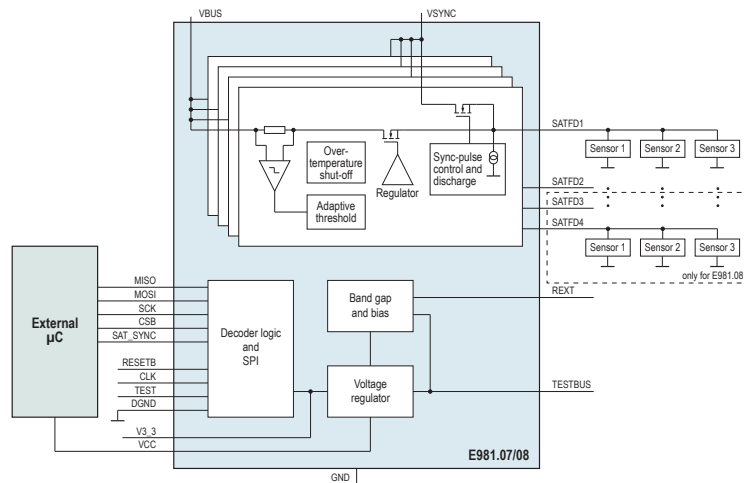 VBUS
VSYNC
SATFD1
Sensor 1
Sensor 2
Sensor 3
Over-
temperature
shut-off
Regulator
Sync-pulse
control and
discharge
Adaptive
threshold
SATFD2
SATFD3
SATFD4
Sensor 1
Sensor 2
Sensor 3
only for E981.08
External
µC
MISO
MOSI
SCK
CSB
SAT_SYNC
RESETB
CLK
TEST
DGND
V3_3
VCC
Decoder logic
and
SPI
Band gap
and bias
Voltage
regulator
REXT
TESTBUS
E981.07/08
GND